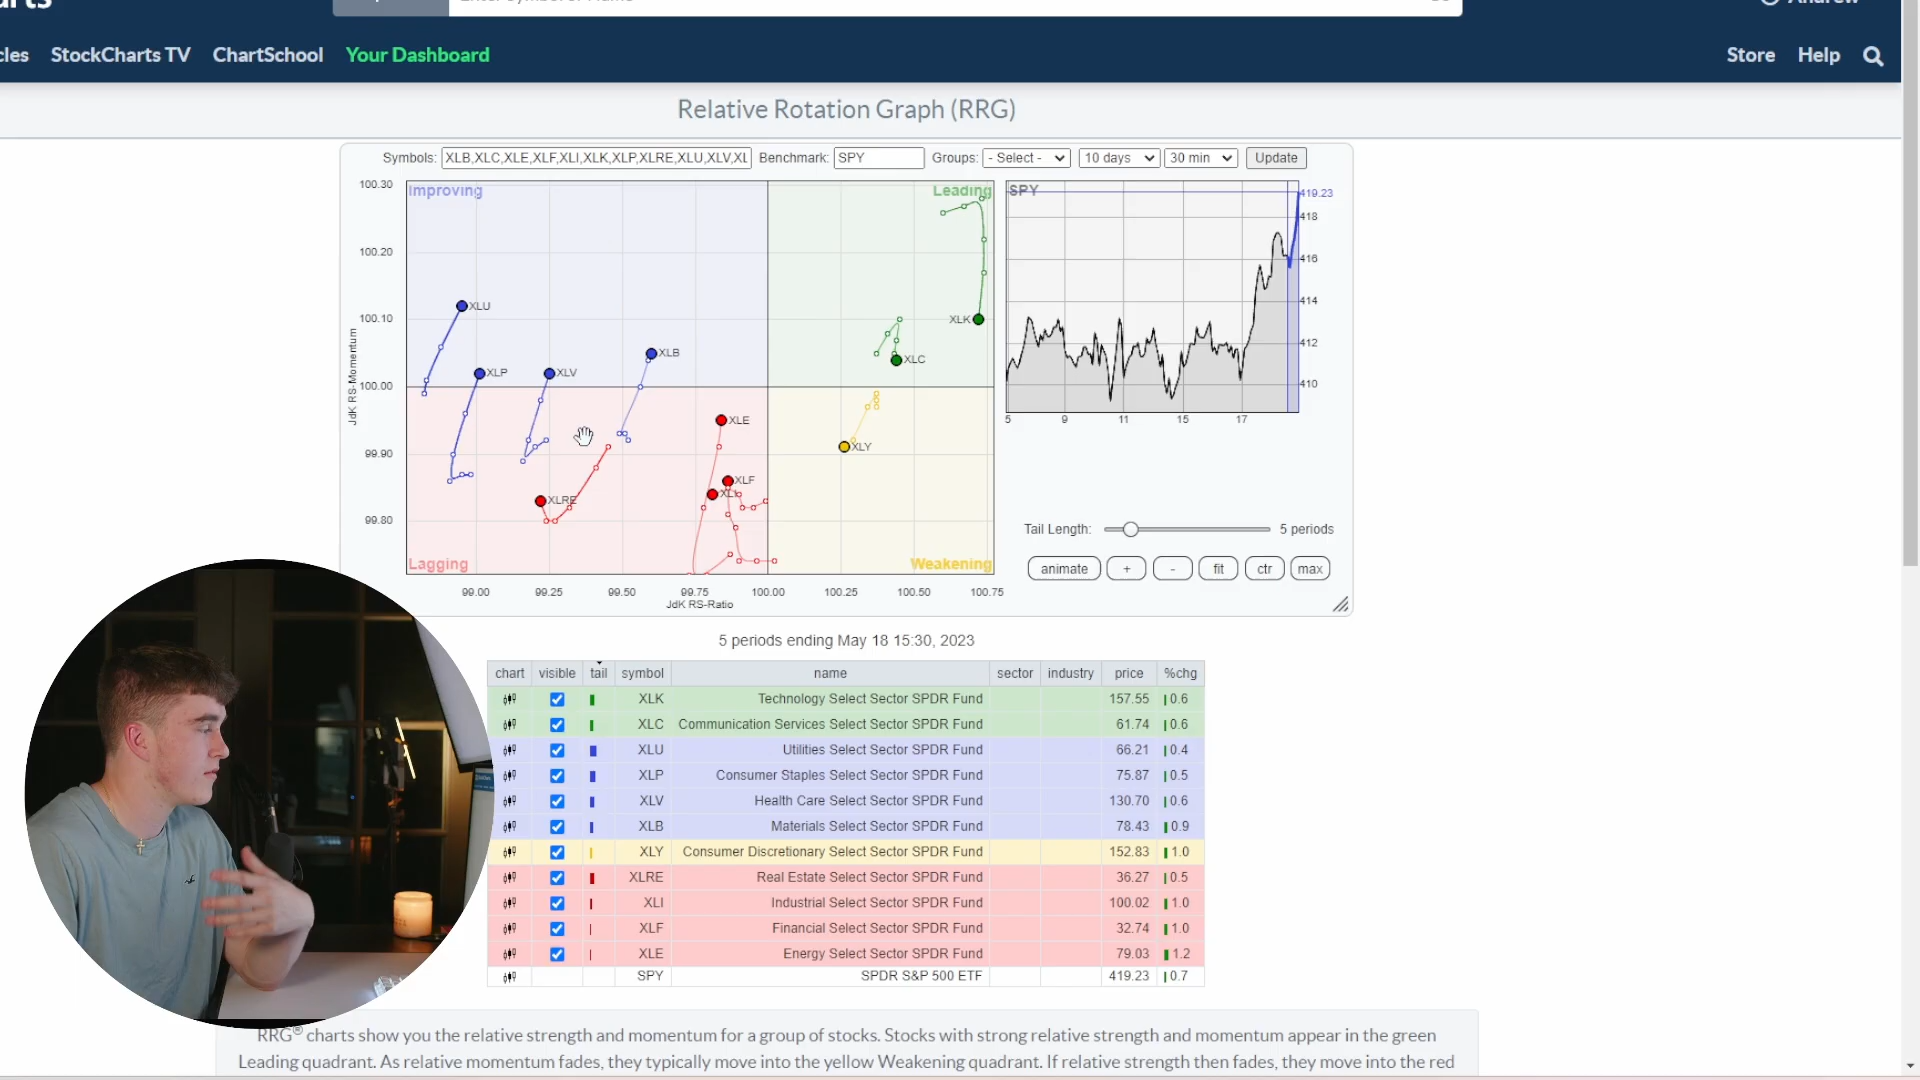 StockCharts TV ChartSchool Your Dashboard Store Help
Relative Rotation Graph (RRG)
Symbols: XLB,XLC,XLE,XLF,XLI,XLK,XLP,XLRE,XLU,XLV,XL Benchmark: SPY Groups: - Select - 10 days 30 min Update
Improving
Leading
Lagging
Weakening
100.30
100.20
100.10
100.00
99.90
99.80
JdK RS-Momentum
XLU
XLP
XLV
XLB
XLK
XLC
XLE
XLY
XLRE
XLF
99.00 99.25 99.50 99.75 100.00 100.25 100.50 100.75
JdK RS-Ratio
SPY
419.23
418
416
414
412
410
5 9 11 15 17
Tail Length: 5 periods
animate + - fit ctr max
5 periods ending May 18 15:30, 2023
chart visible tail symbol name sector industry price %chg
XLK Technology Select Sector SPDR Fund 157.55 0.6
XLC Communication Services Select Sector SPDR Fund 61.74 0.6
XLU Utilities Select Sector SPDR Fund 66.21 0.4
XLP Consumer Staples Select Sector SPDR Fund 75.87 0.5
XLV Health Care Select Sector SPDR Fund 130.70 0.6
XLB Materials Select Sector SPDR Fund 78.43 0.9
XLY Consumer Discretionary Select Sector SPDR Fund 152.83 1.0
XLRE Real Estate Select Sector SPDR Fund 36.27 0.5
XLI Industrial Select Sector SPDR Fund 100.02 1.0
XLF Financial Select Sector SPDR Fund 32.74 1.0
XLE Energy Select Sector SPDR Fund 79.03 1.2
SPY SPDR S&P 500 ETF 419.23 0.7
RRG® charts show you the relative strength and momentum for a group of stocks. Stocks with strong relative strength and momentum appear in the green
Leading quadrant. As relative momentum fades, they typically move into the yellow Weakening quadrant. If relative strength then fades, they move into the red